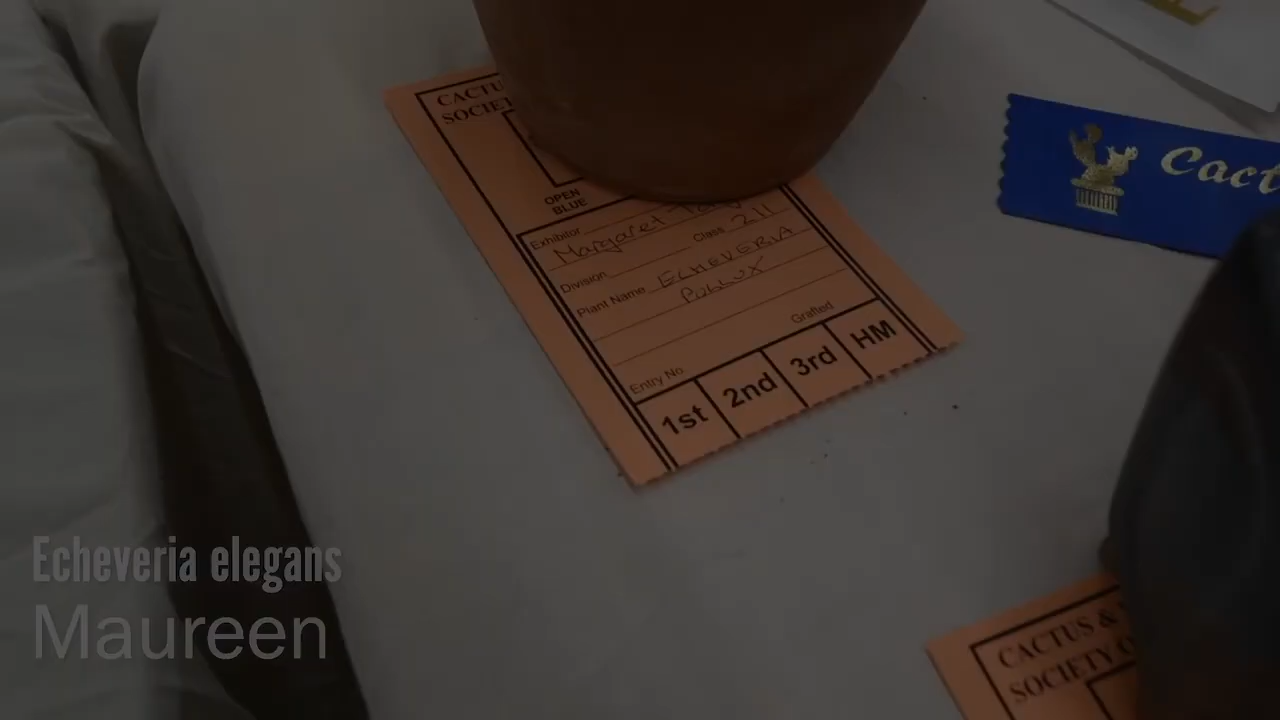 CACTU
SOCIET
OPEN
BLUE
Exhibitor
Margaret
Class 211
Division
Plant Name ECHEVERIA
POLLUX
Grafted
Entry No.
1st 2nd 3rd HM
Cact
CACTUS &
SOCIETY
Echeveria elegans
Maureen